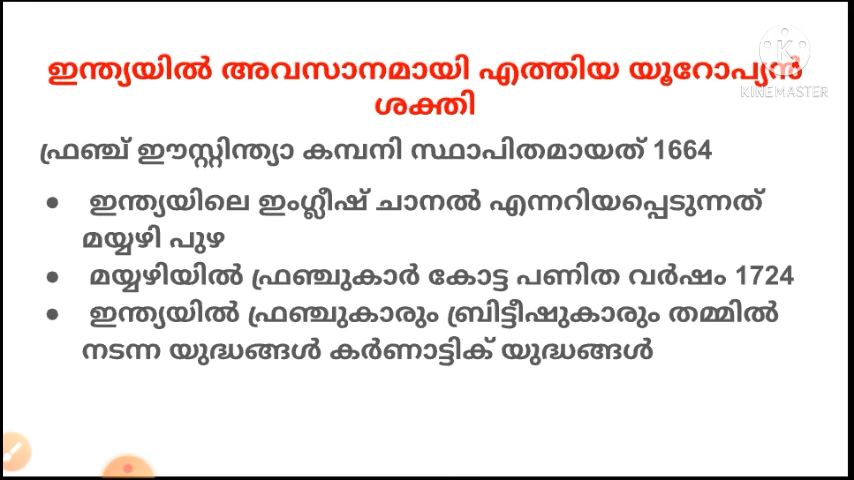 ഇന്ത്യയിൽ അവസാനമായി എത്തിയ യൂറോപ്യൻ
ശക്തി
KINEMASTER
ഫ്രഞ്ച് ഈസ്റ്റിന്ത്യാ കമ്പനി സ്ഥാപിതമായത് 1664
● ഇന്ത്യയിലെ ഇംഗ്ലീഷ് ചാനൽ എന്നറിയപ്പെടുന്നത്
മയ്യഴി പുഴ
● മയ്യഴിയിൽ ഫ്രഞ്ചുകാർ കോട്ട പണിത വർഷം 1724
● ഇന്ത്യയിൽ ഫ്രഞ്ചുകാരും ബ്രിട്ടീഷുകാരും തമ്മിൽ
നടന്ന യുദ്ധങ്ങൾ കർണാട്ടിക് യുദ്ധങ്ങൾ